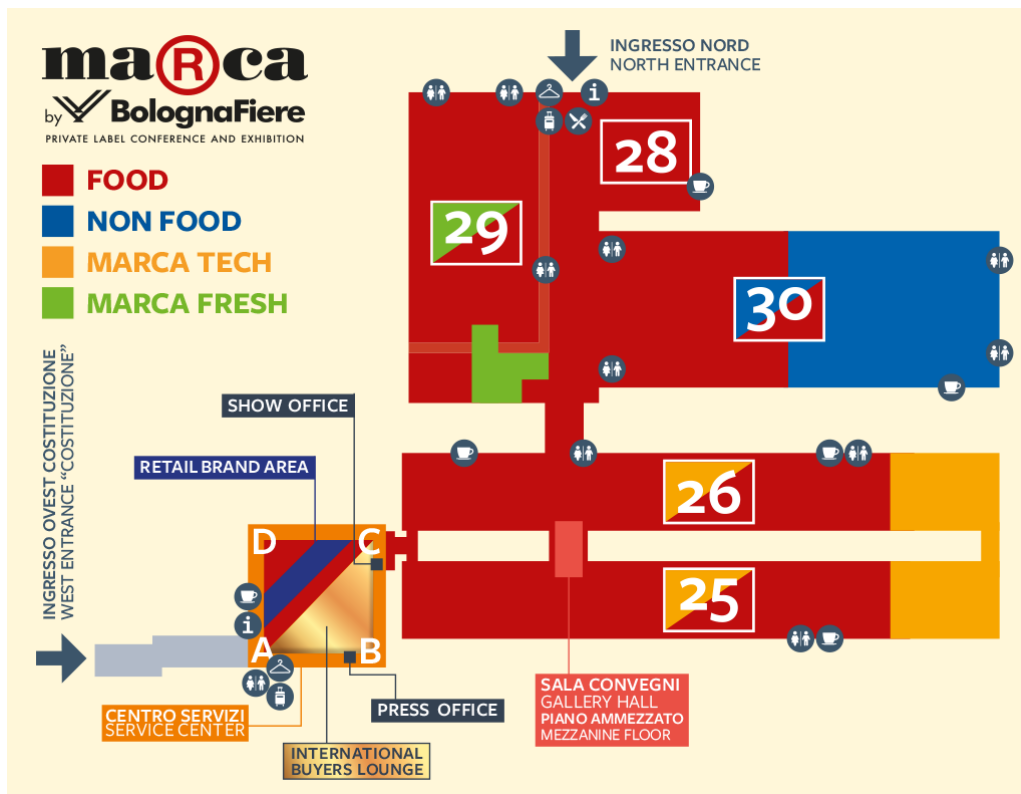 maRca
by BolognaFiere
PRIVATE LABEL CONFERENCE AND EXHIBITION
FOOD
NON FOOD
MARCA TECH
MARCA FRESH
INGRESSO NORD
NORTH ENTRANCE
i
28
29
30
INGRESSO OVEST COSTITUZIONE
WEST ENTRANCE “COSTITUZIONE”
SHOW OFFICE
RETAIL BRAND AREA
26
25
D
C
i
A
B
SALA CONVEGNI
GALLERY HALL
PIANO AMMEZZATO
MEZZANINE FLOOR
PRESS OFFICE
CENTRO SERVIZI
SERVICE CENTER
INTERNATIONAL
BUYERS LOUNGE